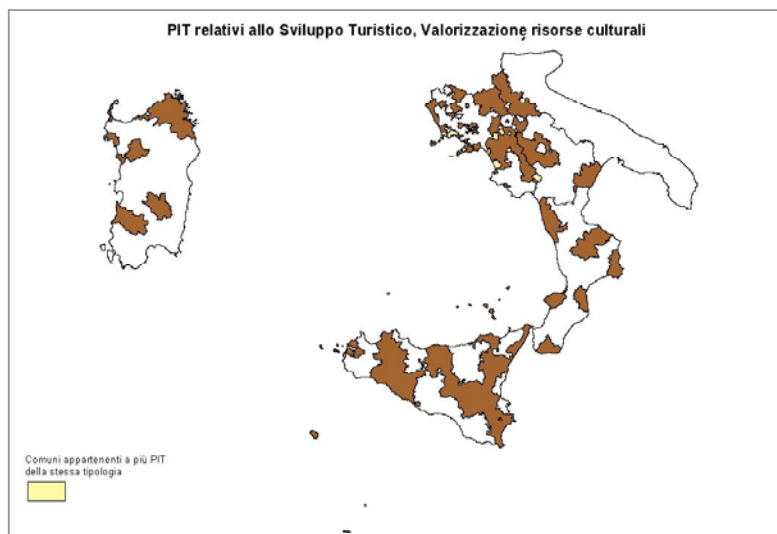 PIT relativi allo Sviluppo Turistico, Valorizzazione risorse culturali
Comuni appartenenti a più PIT
della stessa tipologia